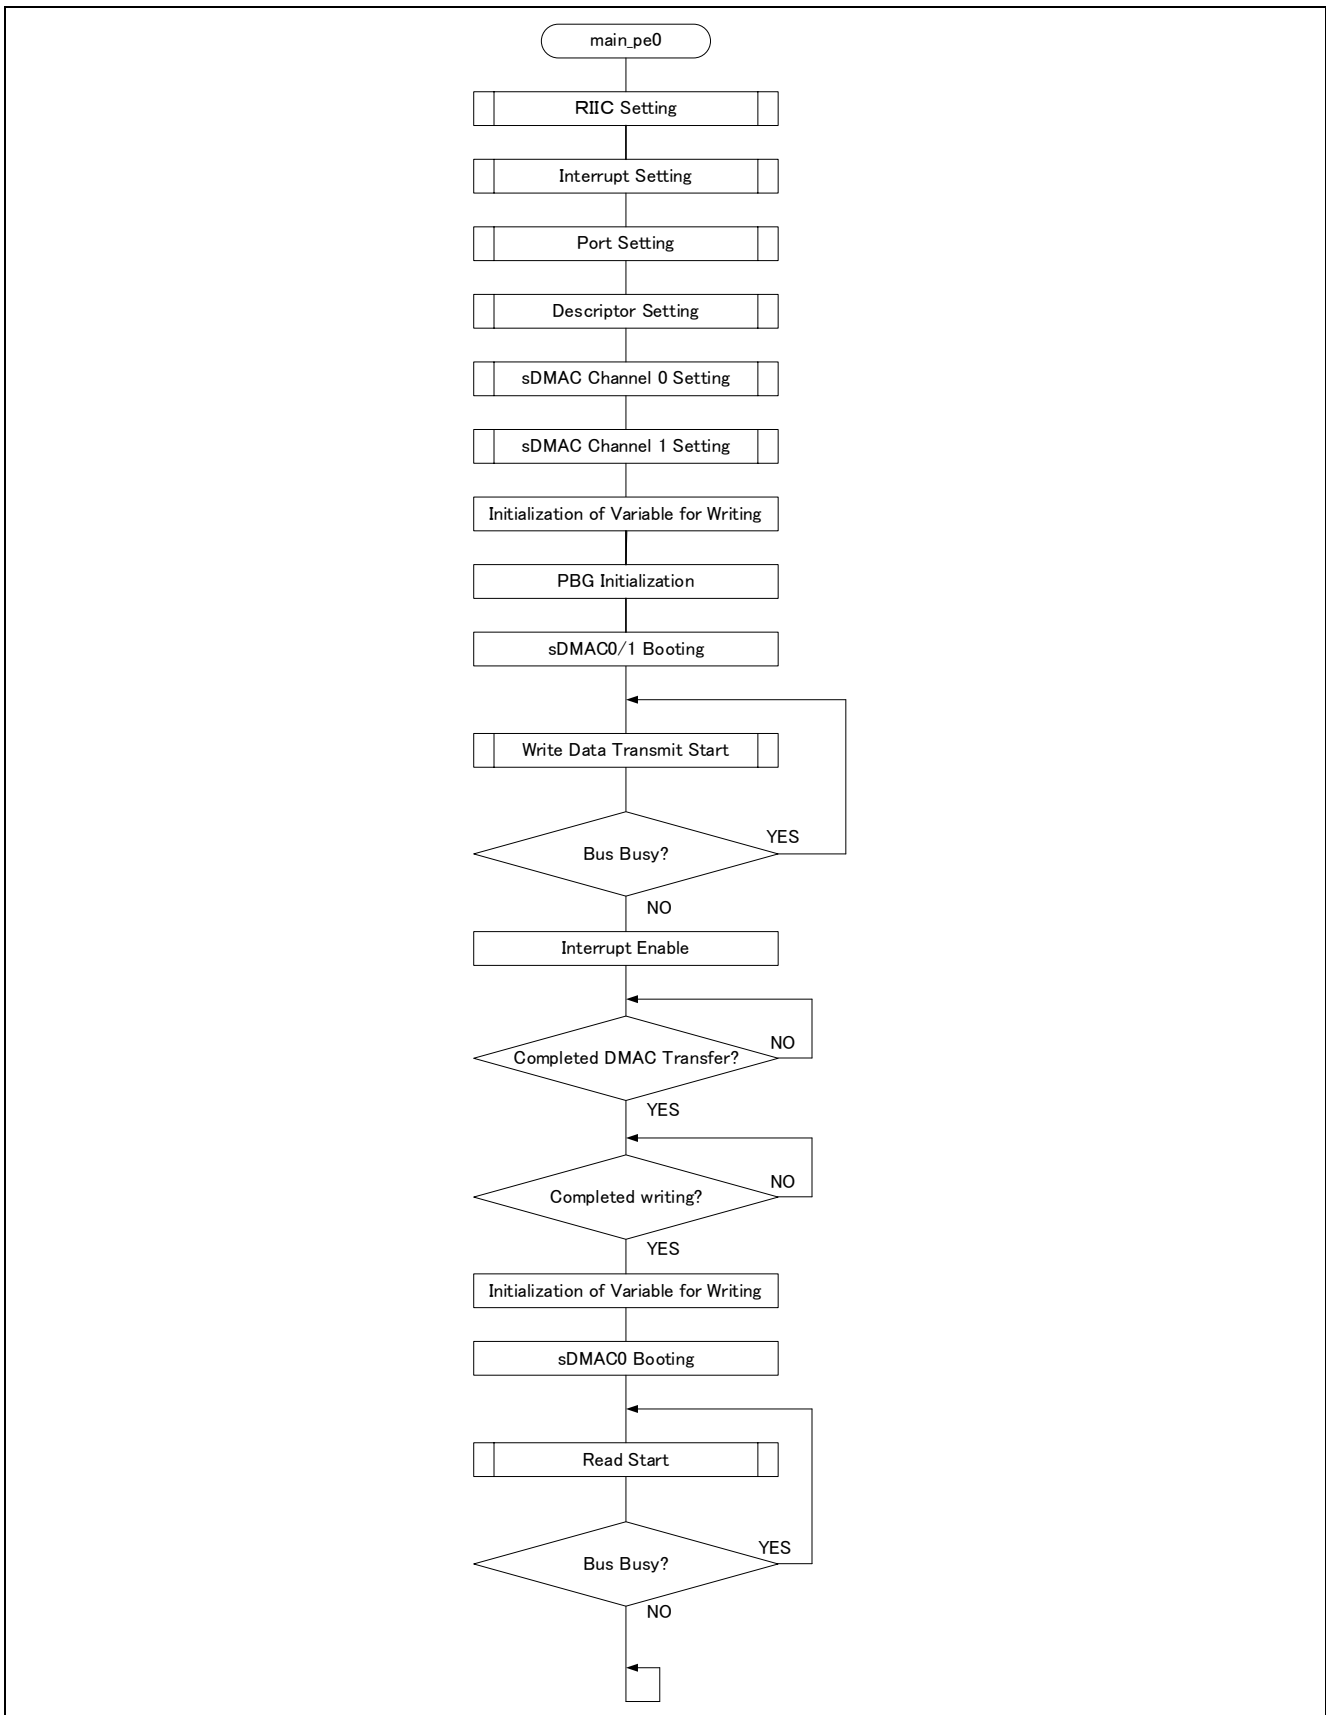 main_pe0
RIIC Setting
Interrupt Setting
Port Setting
Descriptor Setting
sDMAC Channel 0 Setting
sDMAC Channel 1 Setting
Initialization of Variable for Writing
PBG Initialization
sDMAC0/1 Booting
Write Data Transmit Start
YES
Bus Busy?
NO
Interrupt Enable
NO
Completed DMAC Transfer?
YES
NO
Completed writing?
YES
Initialization of Variable for Writing
sDMAC0 Booting
Read Start
YES
Bus Busy?
NO